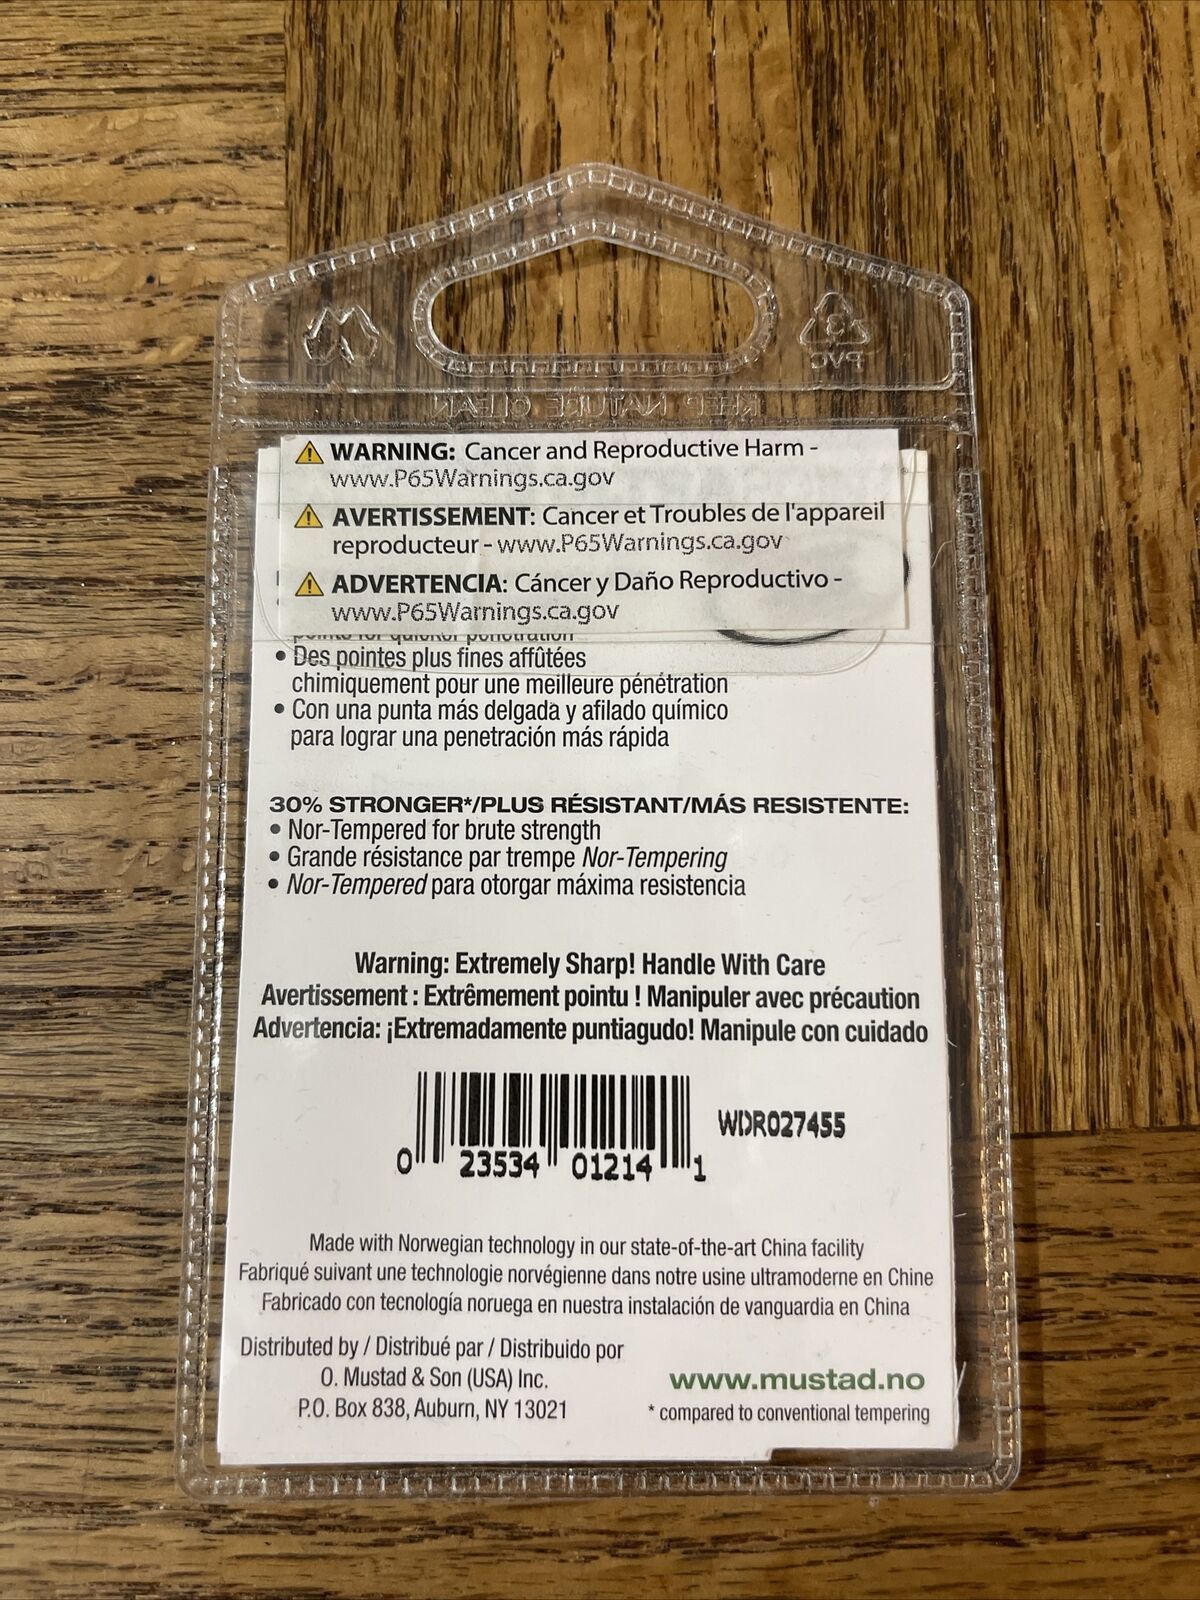 PVC
KEEP NATURE CLEAN
WARNING: Cancer and Reproductive Harm -
www.P65Warnings.ca.gov
AVERTISSEMENT: Cancer et Troubles de l'appareil
reproducteur - www.P65Warnings.ca.gov
ADVERTENCIA: Cáncer y Daño Reproductivo -
www.P65Warnings.ca.gov
points for quicker penetration
• Des pointes plus fines affûtées
chimiquement pour une meilleure pénétration
• Con una punta más delgada y afilado químico
para lograr una penetración más rápida
30% STRONGER*/PLUS RÉSISTANT/MÁS RESISTENTE:
• Nor-Tempered for brute strength
• Grande résistance par trempe Nor-Tempering
• Nor-Tempered para otorgar máxima resistencia
Warning: Extremely Sharp! Handle With Care
Avertissement : Extrêmement pointu ! Manipuler avec précaution
Advertencia: ¡Extremadamente puntiagudo! Manipule con cuidado
WDR027455
0 23534 01214 1
Made with Norwegian technology in our state-of-the-art China facility
Fabriqué suivant une technologie norvégienne dans notre usine ultramoderne en Chine
Fabricado con tecnología noruega en nuestra instalación de vanguardia en China
Distributed by / Distribué par / Distribuido por
O. Mustad & Son (USA) Inc.
P.O. Box 838, Auburn, NY 13021
www.mustad.no
* compared to conventional tempering